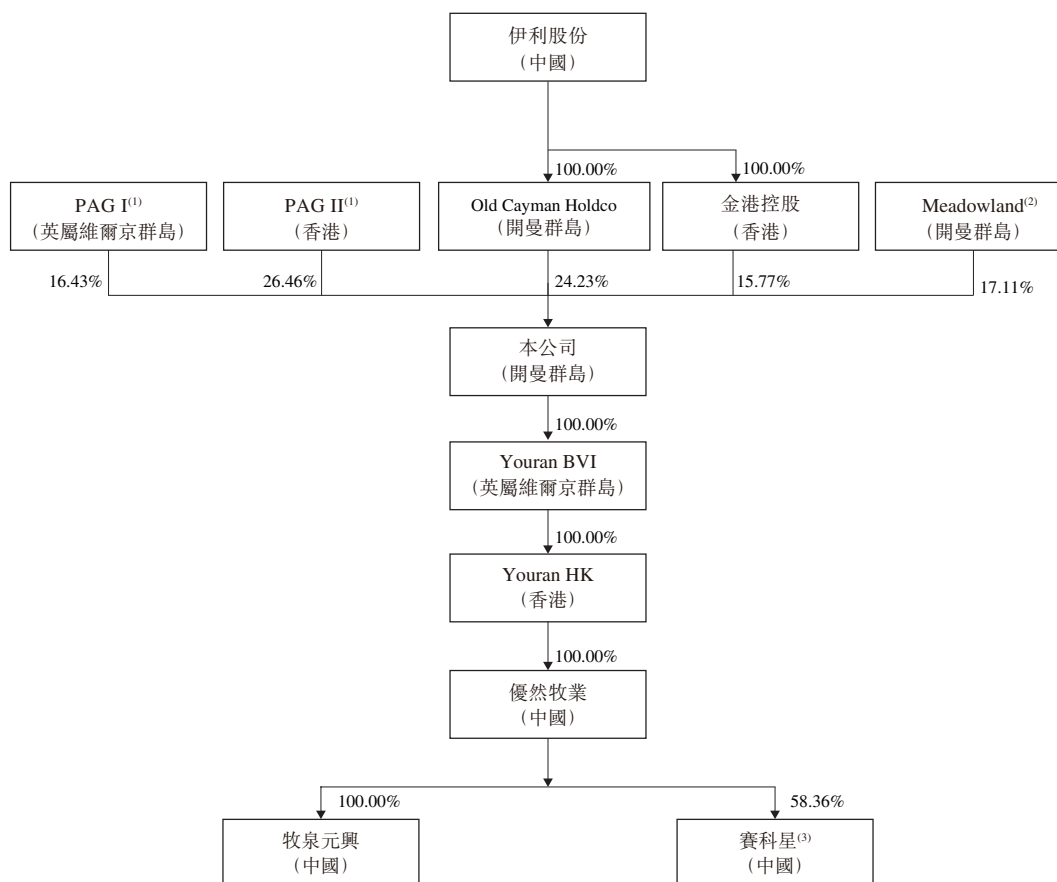 伊利股份
（中國）
100.00%
100.00%
PAG I(1)
（英屬維爾京群島）
PAG II(1)
（香港）
Old Cayman Holdco
（開曼群島）
金港控股
（香港）
Meadowland(2)
（開曼群島）
16.43%
26.46%
24.23%
15.77%
17.11%
本公司
（開曼群島）
100.00%
Youran BVI
（英屬維爾京群島）
100.00%
Youran HK
（香港）
100.00%
優然牧業
（中國）
100.00%
58.36%
牧泉元興
（中國）
賽科星(3)
（中國）